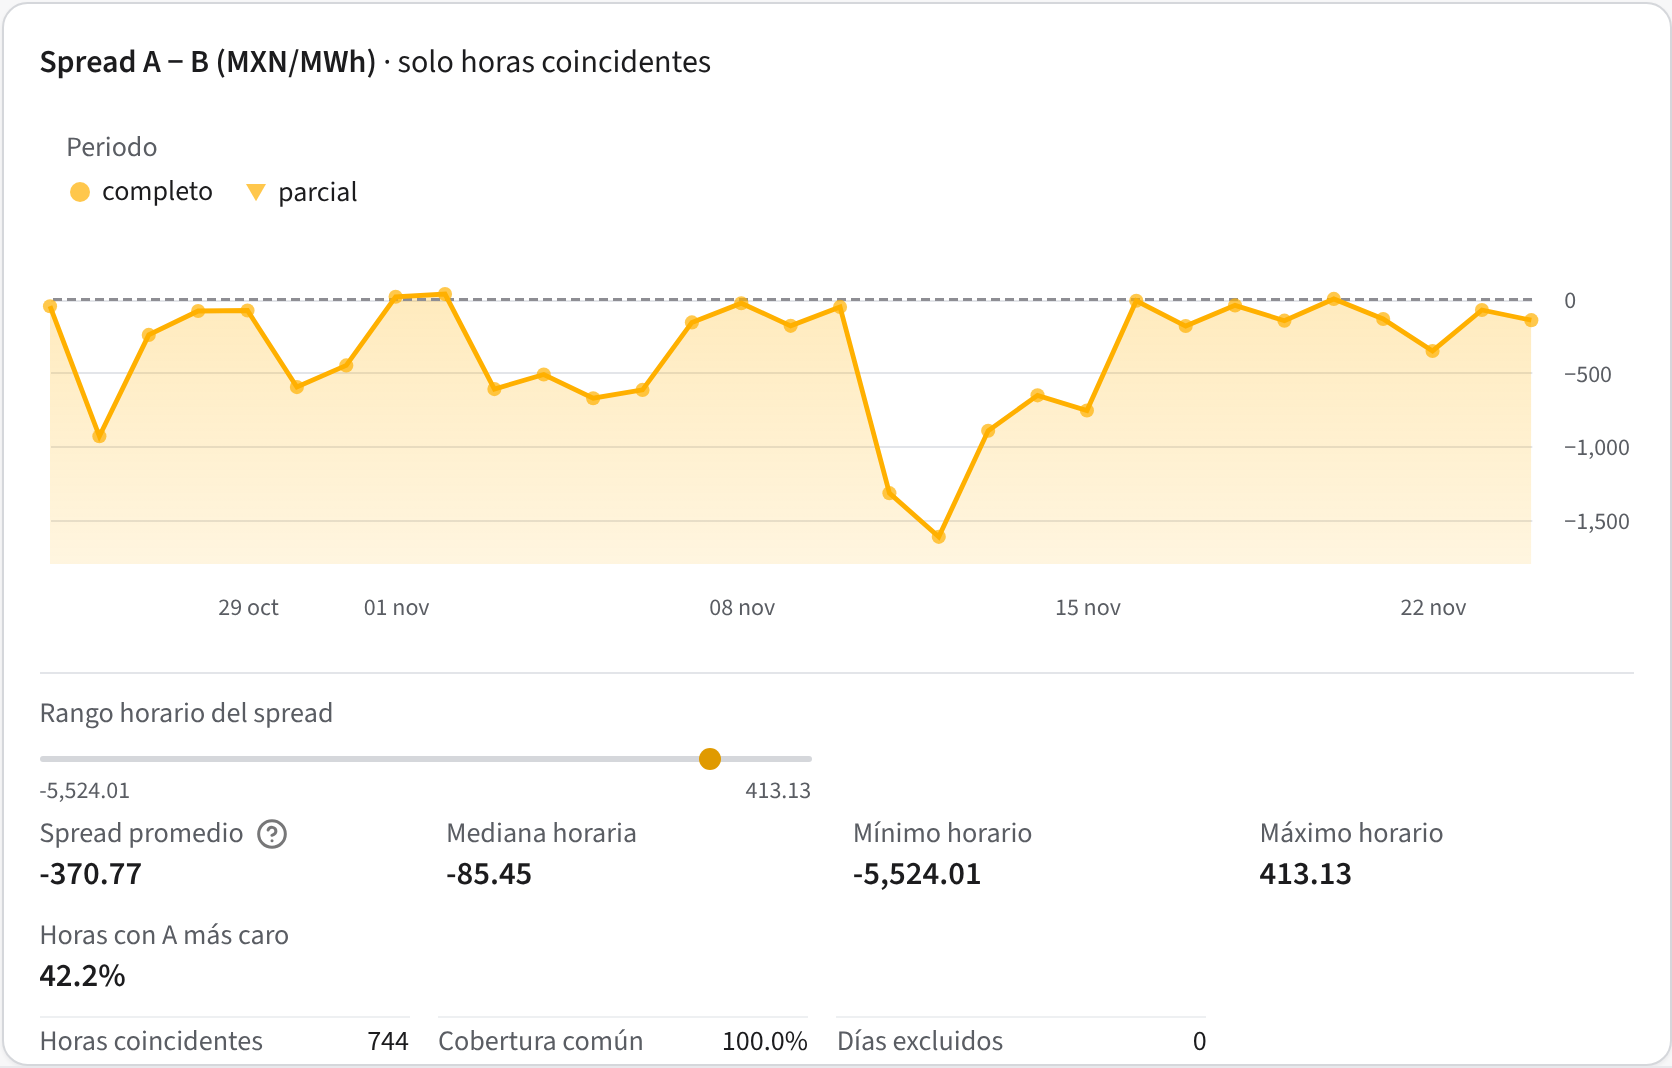 Spread A − B (MXN/MWh) · solo horas coincidentes
Periodo
completo parcial
0
−500
−1,000
−1,500
29 oct 01 nov 08 nov 15 nov 22 nov
Rango horario del spread
-5,524.01 413.13
Spread promedio ? Mediana horaria Mínimo horario Máximo horario
-370.77 -85.45 -5,524.01 413.13
Horas con A más caro
42.2%
Horas coincidentes 744 Cobertura común 100.0% Días excluidos 0